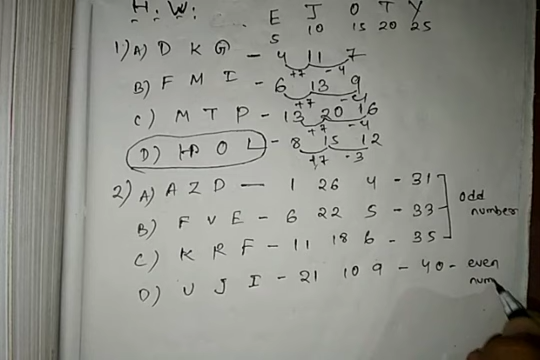 H.W:
E J O T Y
5 10 15 20 25
1) A) D K G - 4 11 7
+7 -4
B) F M I - 6 13 9
+7 -4
C) M T P - 13 20 16
+7 -4
D) H O L - 8 15 12
+7 -3
2) A) A Z D - 1 26 4 - 31
B) F V E - 6 22 5 - 33
C) K R F - 11 18 6 - 35
odd number
D) U J I - 21 10 9 - 40 - even num